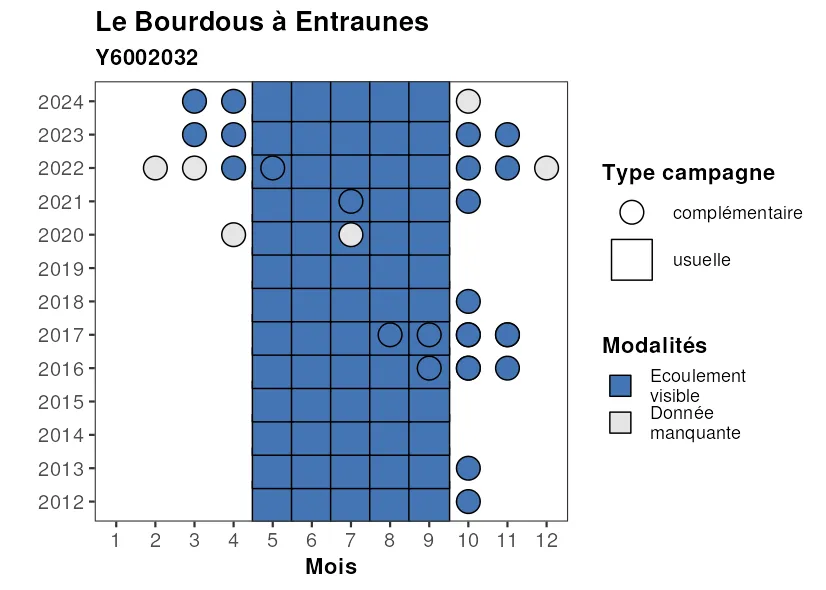 Le Bourdous à Entraunes
Y6002032
2024
2023
2022
2021
2020
2019
2018
2017
2016
2015
2014
2013
2012
1 2 3 4 5 6 7 8 9 10 11 12
Mois
Type campagne
complémentaire
usuelle
Modalités
Ecoulement
visible
Donnée
manquante